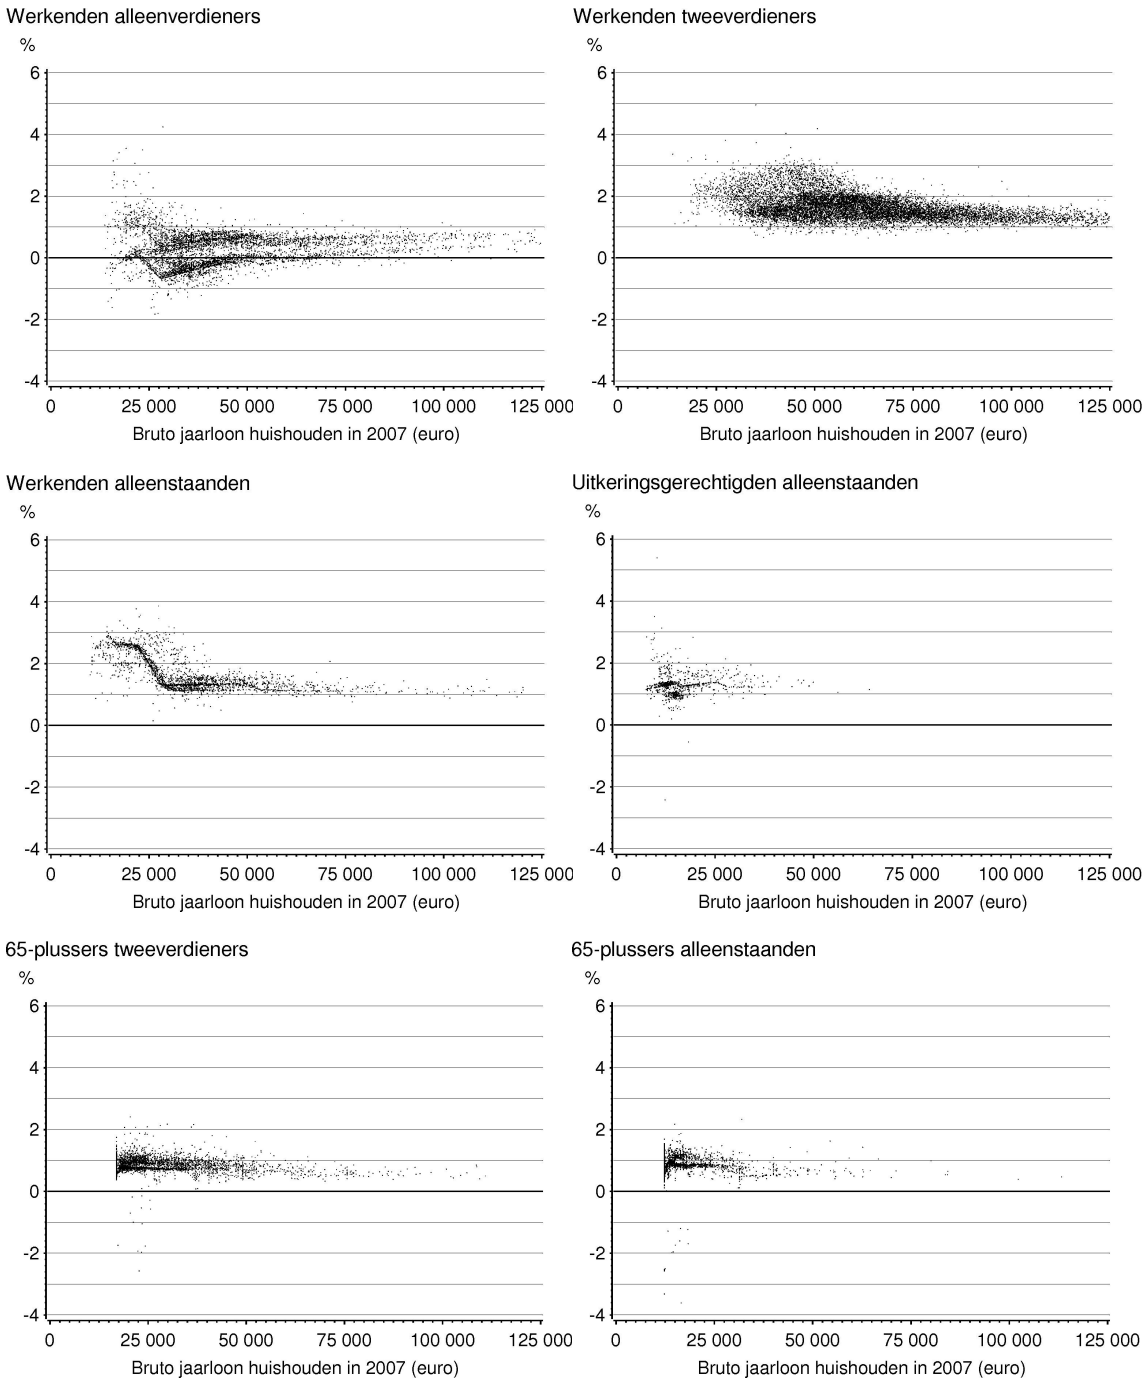 Werkenden alleenverdieners
%
6
4
2
0
-2
-4
0 25 000 50 000 75 000 100 000 125 000
Bruto jaarloon huishouden in 2007 (euro)
Werkenden tweeverdieners
%
6
4
2
0
-2
-4
0 25 000 50 000 75 000 100 000 125 000
Bruto jaarloon huishouden in 2007 (euro)
Werkenden alleenstaanden
%
6
4
2
0
-2
-4
0 25 000 50 000 75 000 100 000 125 000
Bruto jaarloon huishouden in 2007 (euro)
Uitkeringsgerechtigden alleenstaanden
%
6
4
2
0
-2
-4
0 25 000 50 000 75 000 100 000 125 000
Bruto jaarloon huishouden in 2007 (euro)
65-plussers tweeverdieners
%
6
4
2
0
-2
-4
0 25 000 50 000 75 000 100 000 125 000
Bruto jaarloon huishouden in 2007 (euro)
65-plussers alleenstaanden
%
6
4
2
0
-2
-4
0 25 000 50 000 75 000 100 000 125 000
Bruto jaarloon huishouden in 2007 (euro)